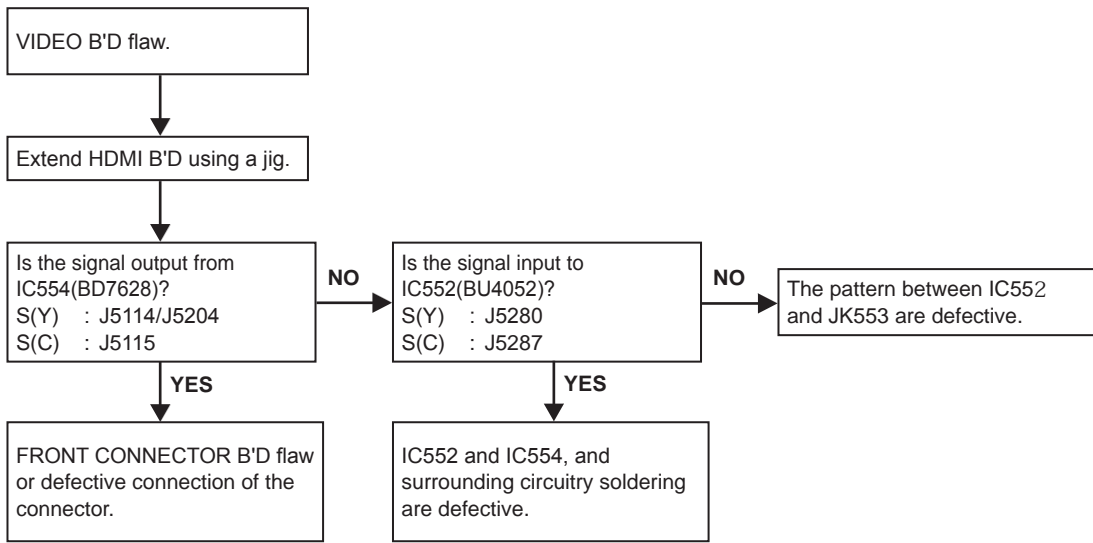 VIDEO B'D flaw.
Extend HDMI B'D using a jig.
Is the signal output from
IC554(BD7628)?
S(Y) : J5114/J5204
S(C) : J5115
NO
Is the signal input to
IC552(BU4052)?
S(Y) : J5280
S(C) : J5287
NO
The pattern between IC552
and JK553 are defective.
YES
YES
FRONT CONNECTOR B'D flaw
or defective connection of the
connector.
IC552 and IC554, and
surrounding circuitry soldering
are defective.